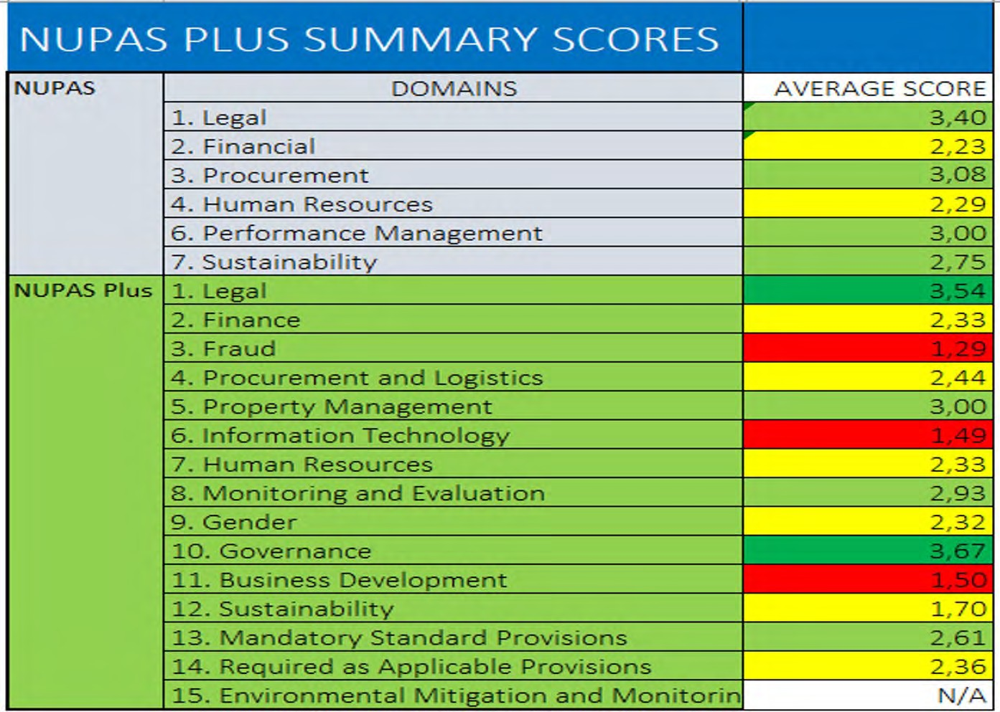 NUPAS PLUS SUMMARY SCORES
NUPAS DOMAINS AVERAGE SCORE
1. Legal 3,40
2. Financial 2,23
3. Procurement 3,08
4. Human Resources 2,29
6. Performance Management 3,00
7. Sustainability 2,75
NUPAS Plus 1. Legal 3,54
2. Finance 2,33
3. Fraud 1,29
4. Procurement and Logistics 2,44
5. Property Management 3,00
6. Information Technology 1,49
7. Human Resources 2,33
8. Monitoring and Evaluation 2,93
9. Gender 2,32
10. Governance 3,67
11. Business Development 1,50
12. Sustainability 1,70
13. Mandatory Standard Provisions 2,61
14. Required as Applicable Provisions 2,36
15. Environmental Mitigation and Monitorin N/A